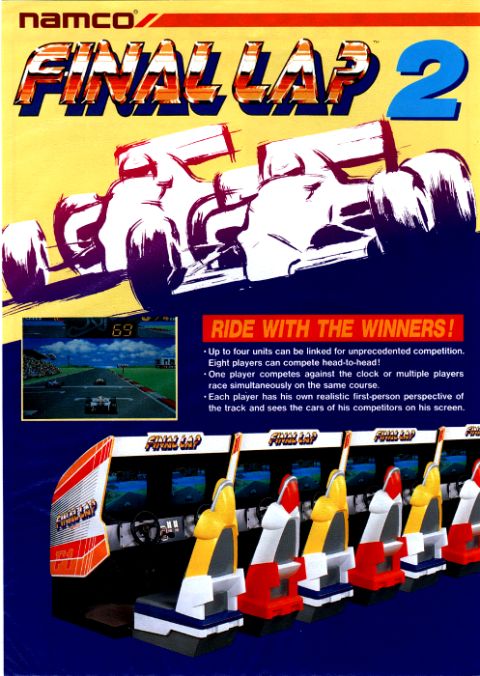 namco®
FINAL LAP™ 2
69
RIDE WITH THE WINNERS!
· Up to four units can be linked for unprecedented competition.
Eight players can compete head-to-head!
· One player competes against the clock or multiple players
race simultaneously on the same course.
· Each player has his own realistic first-person perspective of
the track and sees the cars of his competitors on his screen.
FINAL LAP
FINAL LAP
FINAL LAP
FINAL LAP